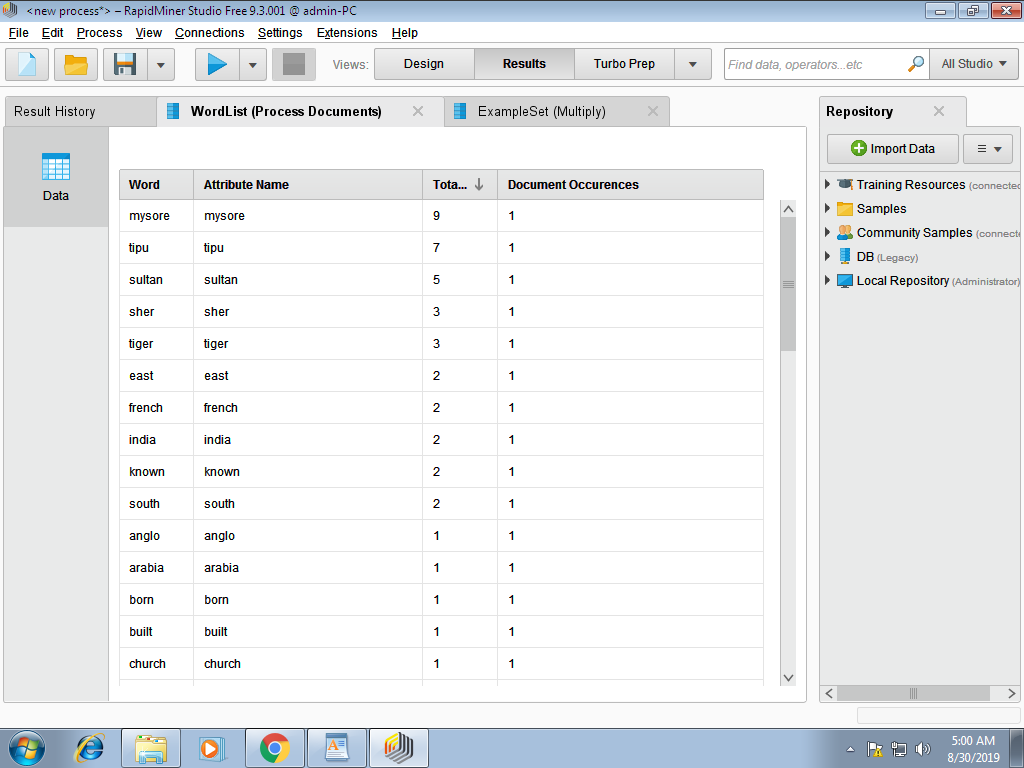 <new process*> – RapidMiner Studio Free 9.3.001 @ admin-PC
File Edit Process View Connections Settings Extensions Help
Views: Design Results Turbo Prep Find data, operators...etc All Studio
Result History WordList (Process Documents) ExampleSet (Multiply) Repository
Import Data
Data
Word Attribute Name Tota... Document Occurences
mysore mysore 9 1
tipu tipu 7 1
sultan sultan 5 1
sher sher 3 1
tiger tiger 3 1
east east 2 1
french french 2 1
india india 2 1
known known 2 1
south south 2 1
anglo anglo 1 1
arabia arabia 1 1
born born 1 1
built built 1 1
church church 1 1
Training Resources (connected
Samples
Community Samples (connecte
DB (Legacy)
Local Repository (Administrator)
5:00 AM
8/30/2019